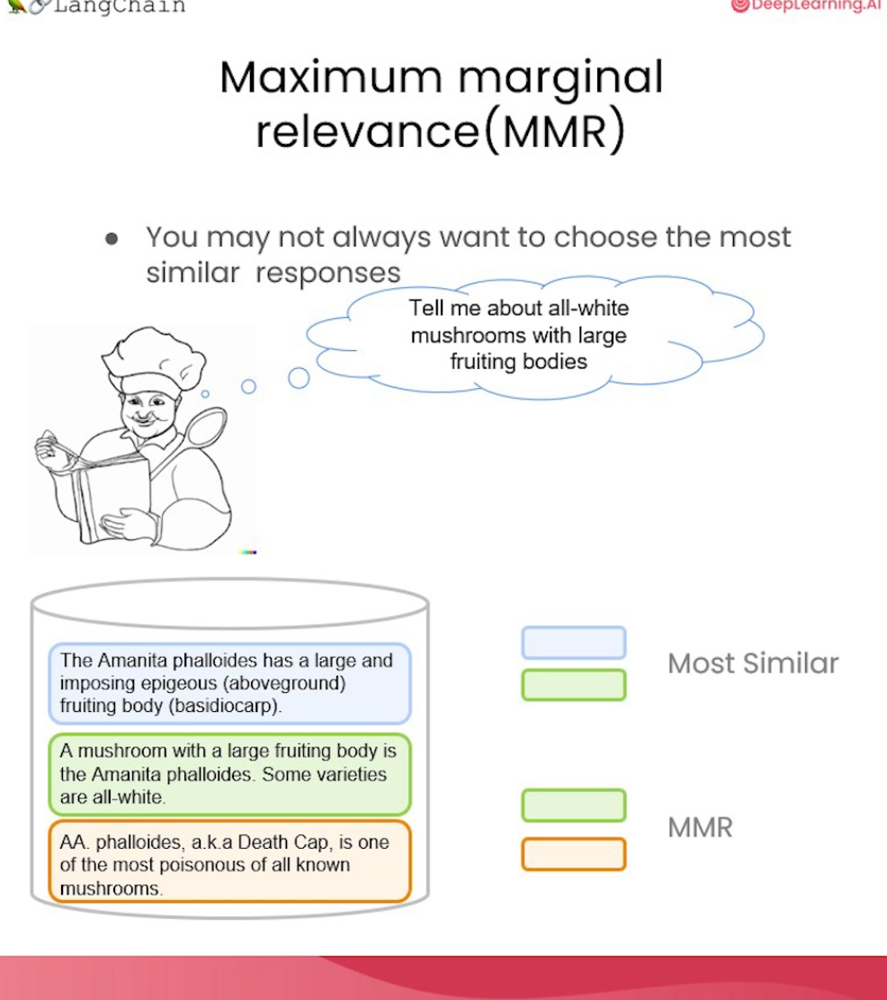 LangChain
DeepLearning.AI
Maximum marginal
relevance(MMR)
● You may not always want to choose the most
similar responses
Tell me about all-white
mushrooms with large
fruiting bodies
The Amanita phalloides has a large and
imposing epigeous (aboveground)
fruiting body (basidiocarp).
A mushroom with a large fruiting body is
the Amanita phalloides. Some varieties
are all-white.
AA. phalloides, a.k.a Death Cap, is one
of the most poisonous of all known
mushrooms.
Most Similar
MMR